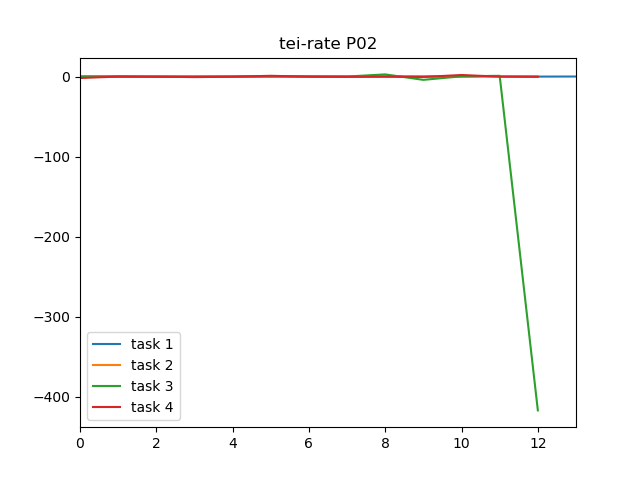 tei-rate P02
0
−100
−200
−300
−400
task 1
task 2
task 3
task 4
0 2 4 6 8 10 12